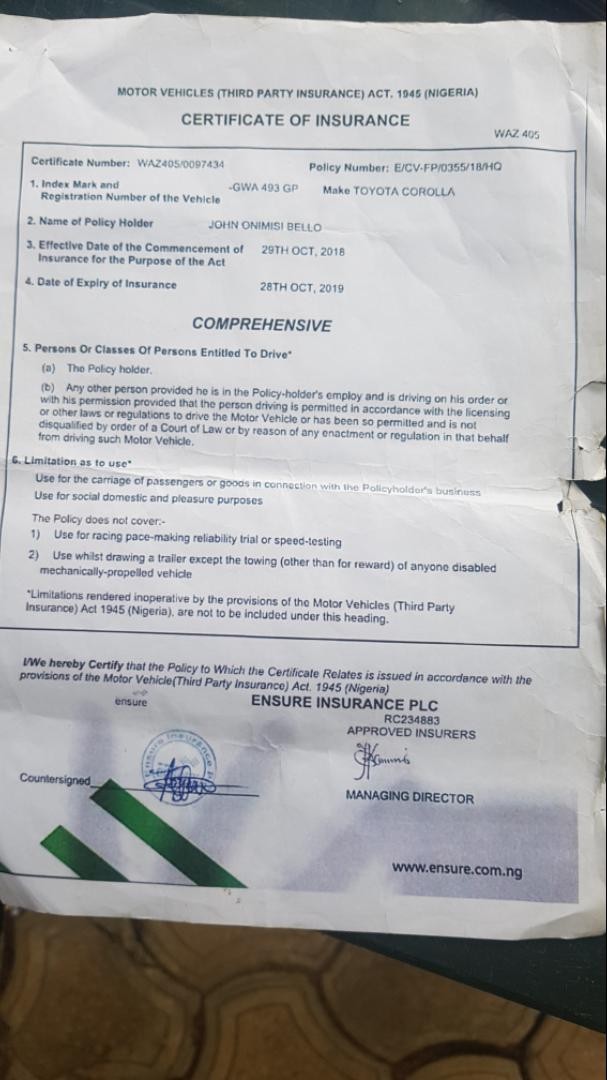 MOTOR VEHICLES (THIRD PARTY INSURANCE) ACT. 1945 (NIGERIA)
CERTIFICATE OF INSURANCE
WAZ 405
Certificate Number: WAZ405/0097434 Policy Number: E/CV-FP/0355/18/HQ
1. Index Mark and -GWA 493 GP Make TOYOTA COROLLA
Registration Number of the Vehicle
2. Name of Policy Holder JOHN ONIMISI BELLO
3. Effective Date of the Commencement of 29TH OCT, 2018
Insurance for the Purpose of the Act
4. Date of Expiry of Insurance 28TH OCT, 2019
COMPREHENSIVE
5. Persons Or Classes Of Persons Entitled To Drive*
(a) The Policy holder.
(b) Any other person provided he is in the Policy-holder's employ and is driving on his order or
with his permission provided that the person driving is permitted in accordance with the licensing
or other laws or regulations to drive the Motor Vehicle or has been so permitted and is not
disqualified by order of a Court of Law or by reason of any enactment or regulation in that behalf
from driving such Motor Vehicle.
6. Limitation as to use*
Use for the carriage of passengers or goods in connection with the Policyholder's business
Use for social domestic and pleasure purposes
The Policy does not cover:-
1) Use for racing pace-making reliability trial or speed-testing
2) Use whilst drawing a trailer except the towing (other than for reward) of anyone disabled
mechanically-propelled vehicle
*Limitations rendered inoperative by the provisions of the Motor Vehicles (Third Party
Insurance) Act 1945 (Nigeria), are not to be included under this heading.
I/We hereby Certify that the Policy to Which the Certificate Relates is issued in accordance with the
provisions of the Motor Vehicle(Third Party Insurance) Act. 1945 (Nigeria)
ensure ENSURE INSURANCE PLC
RC234883
APPROVED INSURERS
Ensure Insurance P
Countersigned
MANAGING DIRECTOR
www.ensure.com.ng